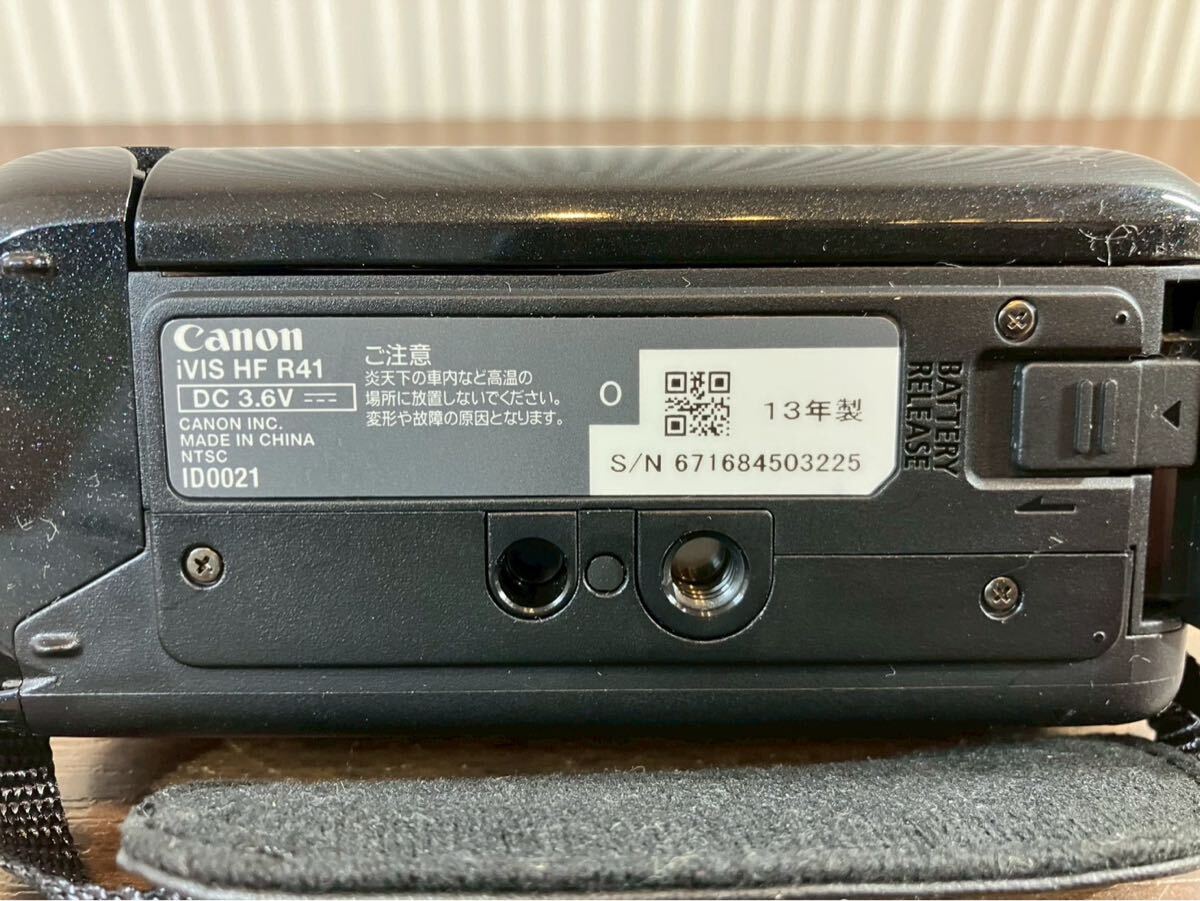 Canon
iVIS HF R41
DC 3.6V
CANON INC.
MADE IN CHINA
NTSC
ID0021
ご注意
炎天下の車内など高温の
場所に放置しないでください。
変形や故障の原因となります。
O
13年製
S/N 671684503225
BATTERY
RELEASE